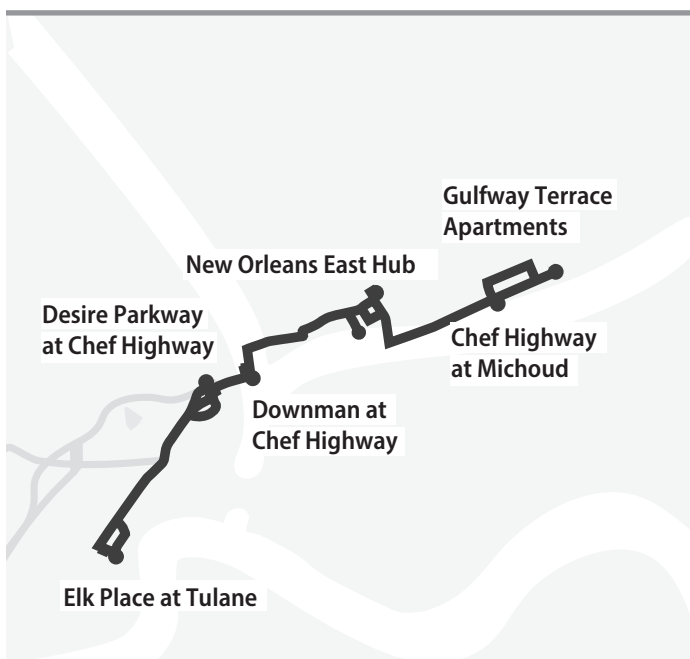 Gulfway Terrace
Apartments
New Orleans East Hub
Desire Parkway
at Chef Highway
Chef Highway
at Michoud
Downman at
Chef Highway
Elk Place at Tulane